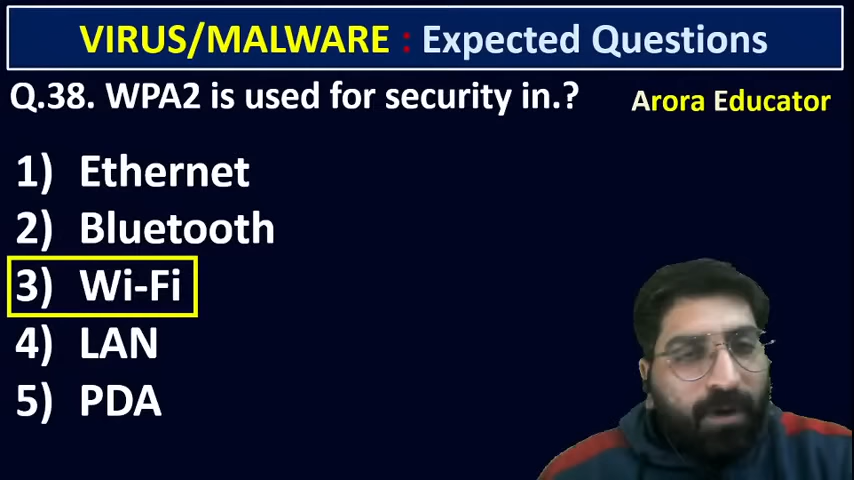 VIRUS/MALWARE : Expected Questions
Q.38. WPA2 is used for security in.?
Arora Educator
1) Ethernet
2) Bluetooth
3) Wi-Fi
4) LAN
5) PDA